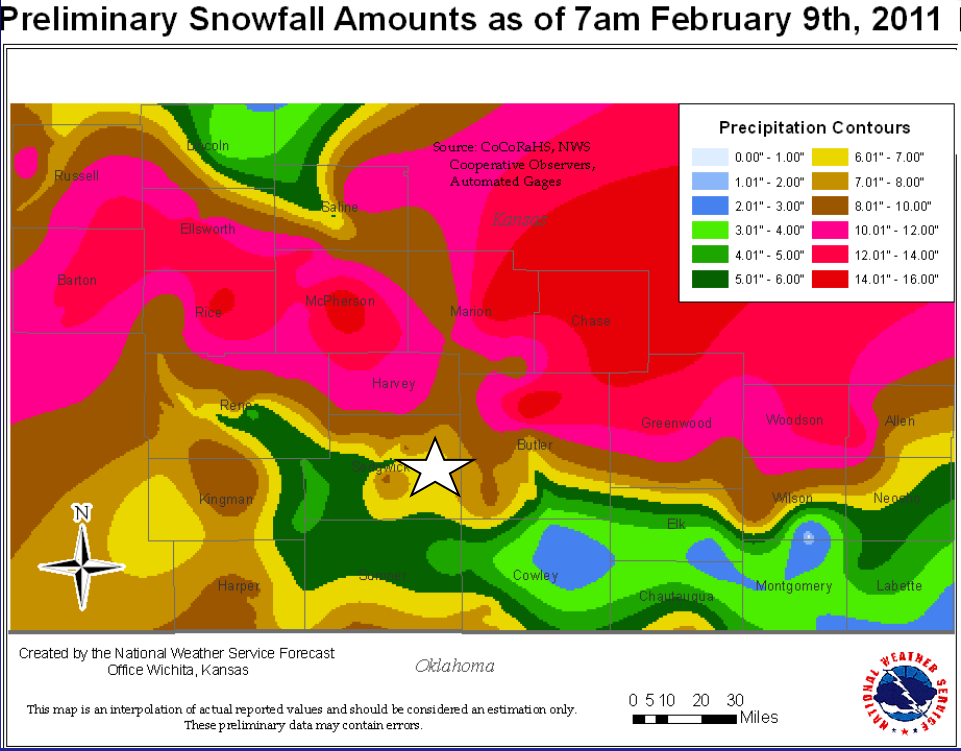 Preliminary Snowfall Amounts as of 7am February 9th, 2011
Precipitation Contours
0.00" - 1.00"
1.01" - 2.00"
2.01" - 3.00"
3.01" - 4.00"
4.01" - 5.00"
5.01" - 6.00"
6.01" - 7.00"
7.01" - 8.00"
8.01" - 10.00"
10.01" - 12.00"
12.01" - 14.00"
14.01" - 16.00"
Source: CoCoRaHS, NWS
Cooperative Observers,
Automated Gages
Lincoln
Russell
Saline
Kansas
Ellsworth
Barton
Rice
McPherson
Marion
Chase
Harvey
Reno
Butler
Greenwood
Woodson
Allen
Sedgwick
Kingman
Wilson
Neosho
Elk
N
Harper
Sumner
Cowley
Chautauqua
Montgomery
Labette
Created by the National Weather Service Forecast
Office Wichita, Kansas
Oklahoma
This map is an interpolation of actual reported values and should be considered an estimation only.
These preliminary data may contain errors.
0 5 10 20 30
Miles
NATIONAL WEATHER SERVICE